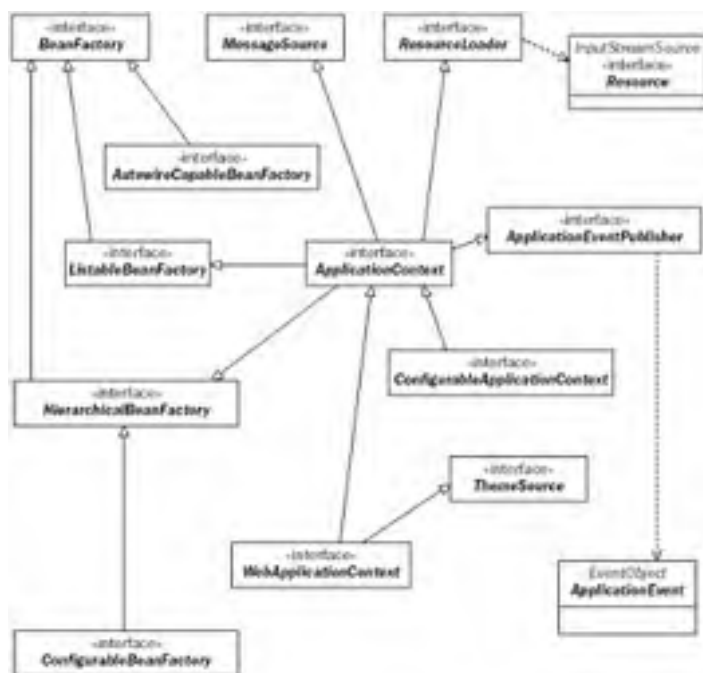 «interface»
BeanFactory
«interface»
MessageSource
«interface»
ResourceLoader
InputStreamSource
«interface»
Resource
«interface»
AutowireCapableBeanFactory
«interface»
ApplicationEventPublisher
«interface»
ListableBeanFactory
«interface»
ApplicationContext
«interface»
ConfigurableApplicationContext
«interface»
HierarchicalBeanFactory
«interface»
ThemeSource
«interface»
WebApplicationContext
EventObject
ApplicationEvent
«interface»
ConfigurableBeanFactory